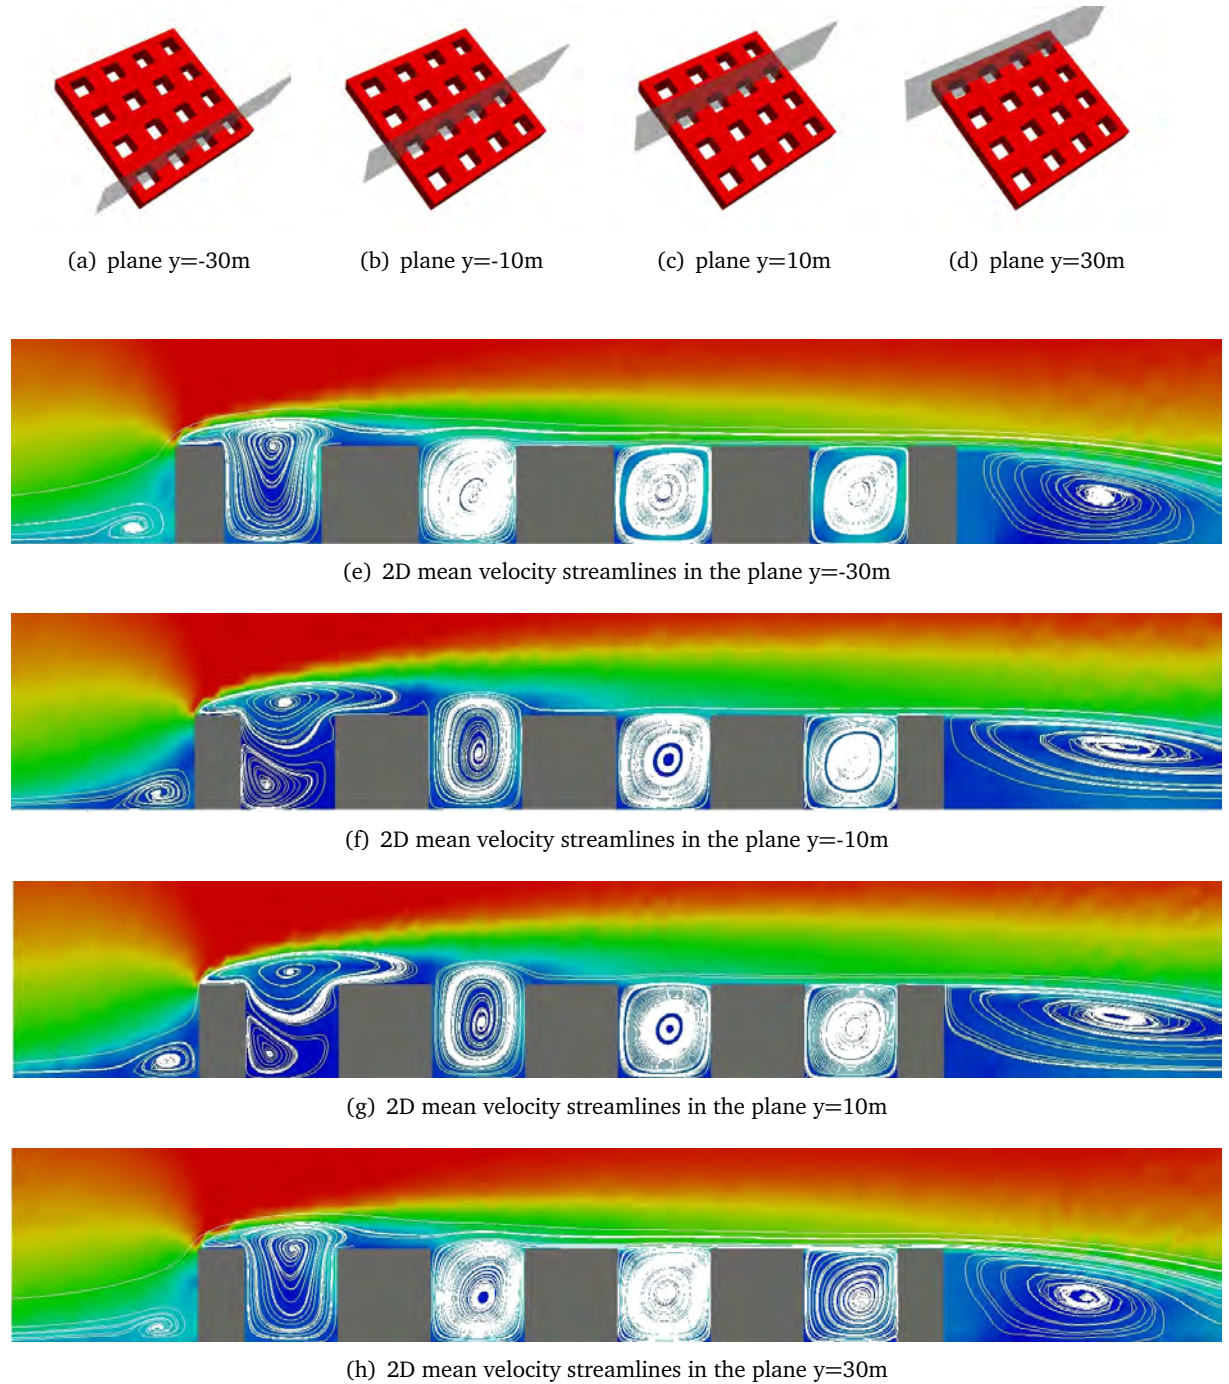 (a) plane y=-30m
(b) plane y=-10m
(c) plane y=10m
(d) plane y=30m
(e) 2D mean velocity streamlines in the plane y=-30m
(f) 2D mean velocity streamlines in the plane y=-10m
(g) 2D mean velocity streamlines in the plane y=10m
(h) 2D mean velocity streamlines in the plane y=30m